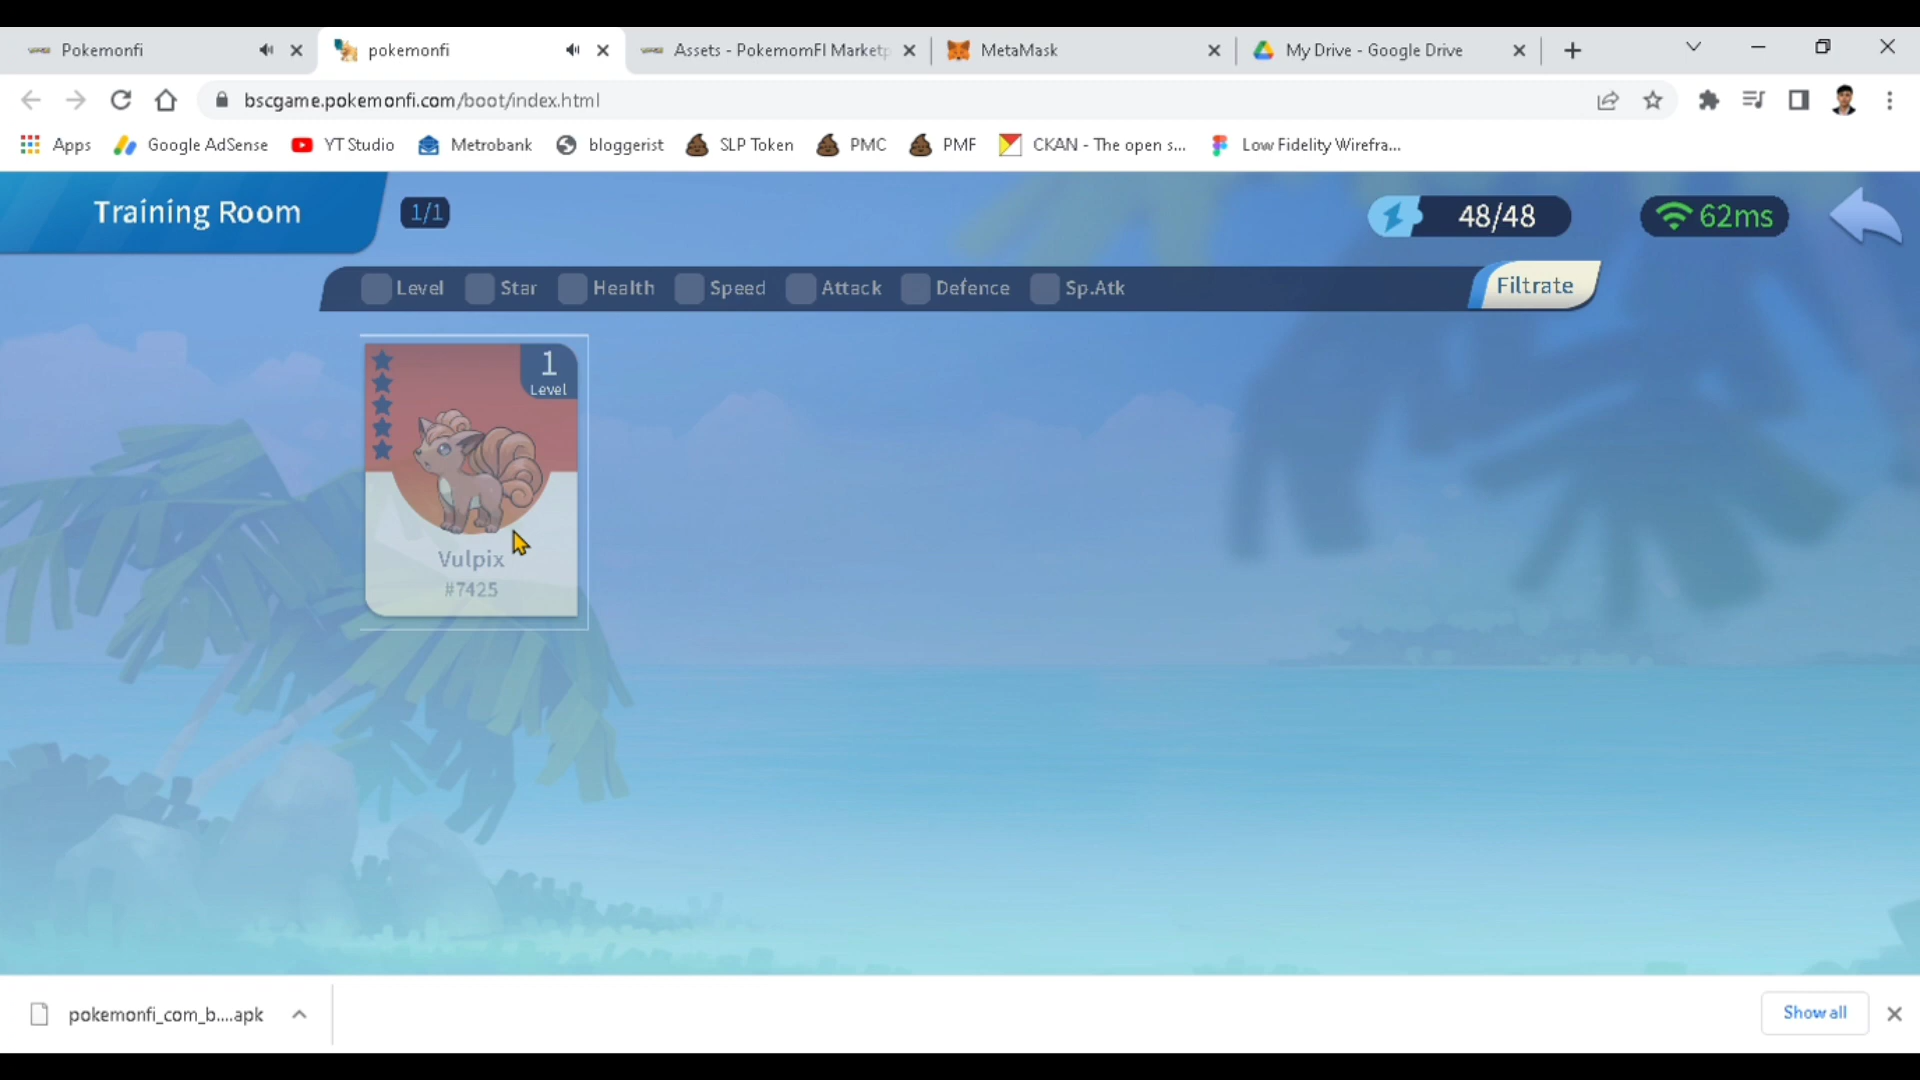 Pokemonfi
pokemonfi
Assets - PokemomFI Marketp
MetaMask
My Drive - Google Drive
bscgame.pokemonfi.com/boot/index.html
Apps
Google AdSense
YT Studio
Metrobank
bloggerist
SLP Token
PMC
PMF
CKAN - The open s...
Low Fidelity Wirefra...
Training Room
1/1
48/48
62ms
Level
Star
Health
Speed
Attack
Defence
Sp.Atk
Filtrate
1
Level
Vulpix
#7425
pokemonfi_com_b....apk
Show all